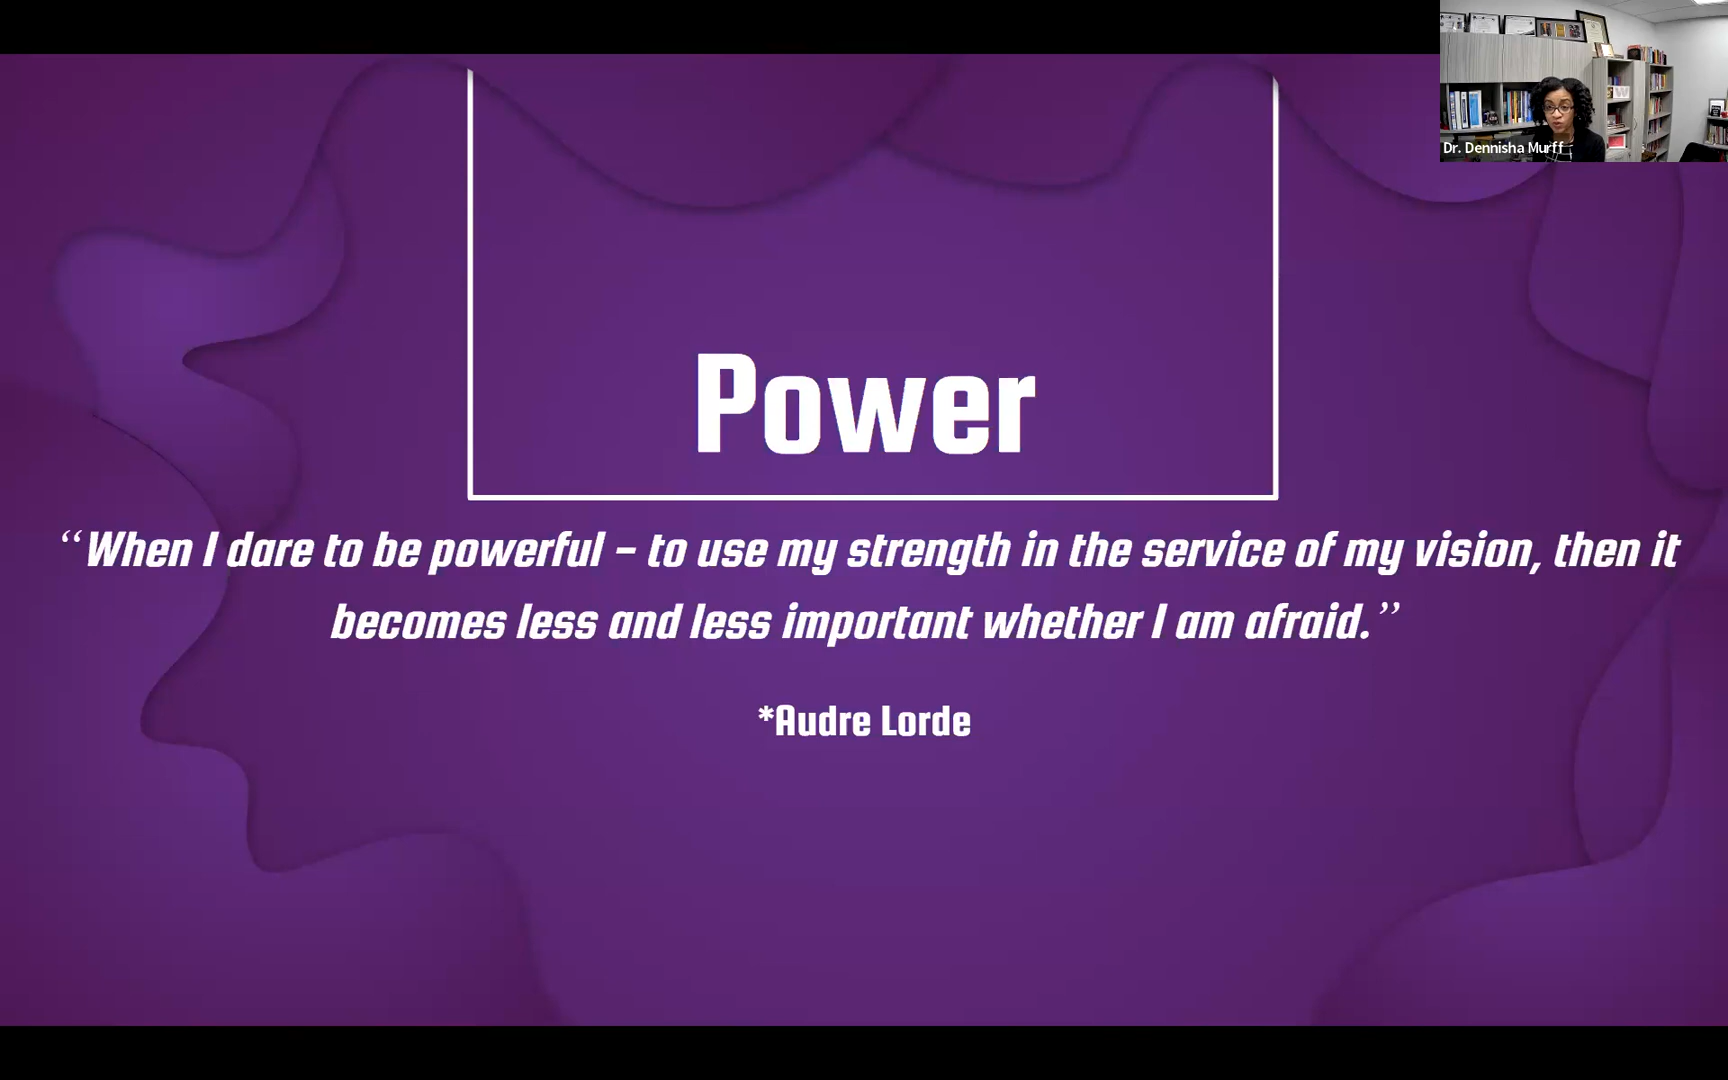 Dr. Dennisha Murff
Power
“When I dare to be powerful – to use my strength in the service of my vision, then it
becomes less and less important whether I am afraid.”
*Audre Lorde